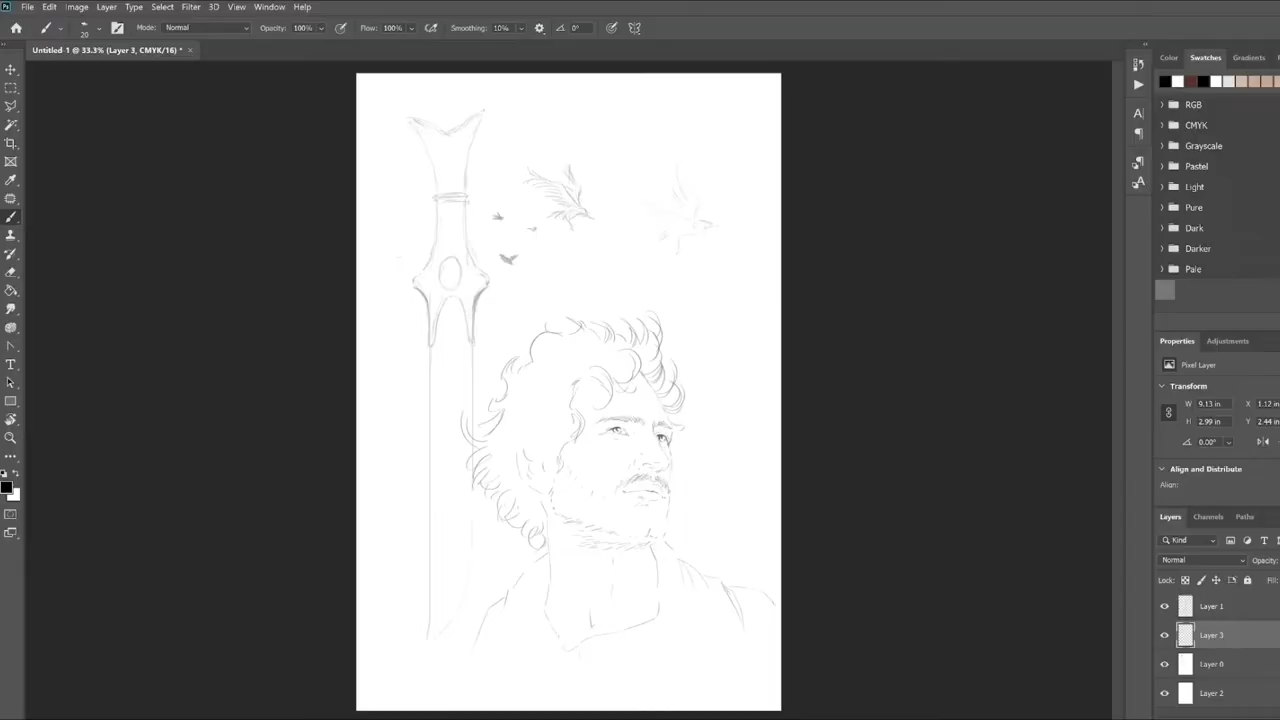 File Edit Image Layer Type Select Filter 3D View Window Help
20 Mode: Normal Opacity: 100% Flow: 100% Smoothing: 10% 0°
Untitled-1 @ 33.3% (Layer 3, CMYK/16) * ×
Color Swatches Gradients
RGB
CMYK
Grayscale
Pastel
Light
Pure
Dark
Darker
Pale
Properties Adjustments
Pixel Layer
Transform
W 9.13 in X 1.12 in
H 2.99 in Y 2.44 in
0.00°
Align and Distribute
Align:
Layers Channels Paths
Kind
Normal Opacity:
Lock: Fill:
Layer 1
Layer 3
Layer 0
Layer 2